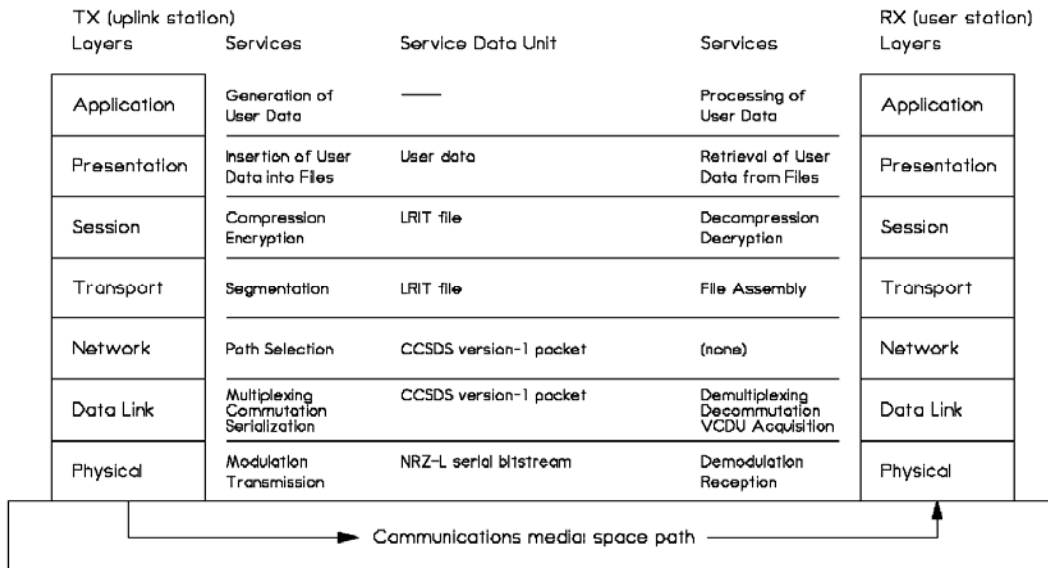 TX (uplink station)
RX (user station)
Layers
Services
Service Data Unit
Services
Layers
Application
Generation of
User Data
Processing of
User Data
Application
Presentation
Insertion of User
Data into Files
User data
Retrieval of User
Data from Files
Presentation
Session
Compression
Encryption
LRIT file
Decompression
Decryption
Session
Transport
Segmentation
LRIT file
File Assembly
Transport
Network
Path Selection
CCSDS version-1 packet
(none)
Network
Data Link
Multiplexing
Commutation
Serialization
CCSDS version-1 packet
Demultiplexing
Decommutation
VCDU Acquisition
Data Link
Physical
Modulation
Transmission
NRZ-L serial bitstream
Demodulation
Reception
Physical
Communications media: space path